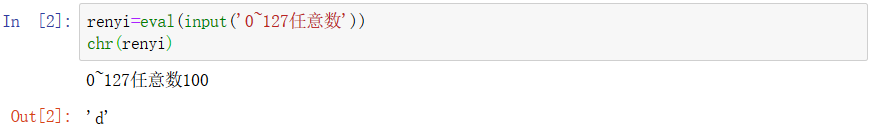 In [2]: renyi=eval(input('0~127任意数'))
chr(renyi)
0~127任意数100
Out[2]: 'd'